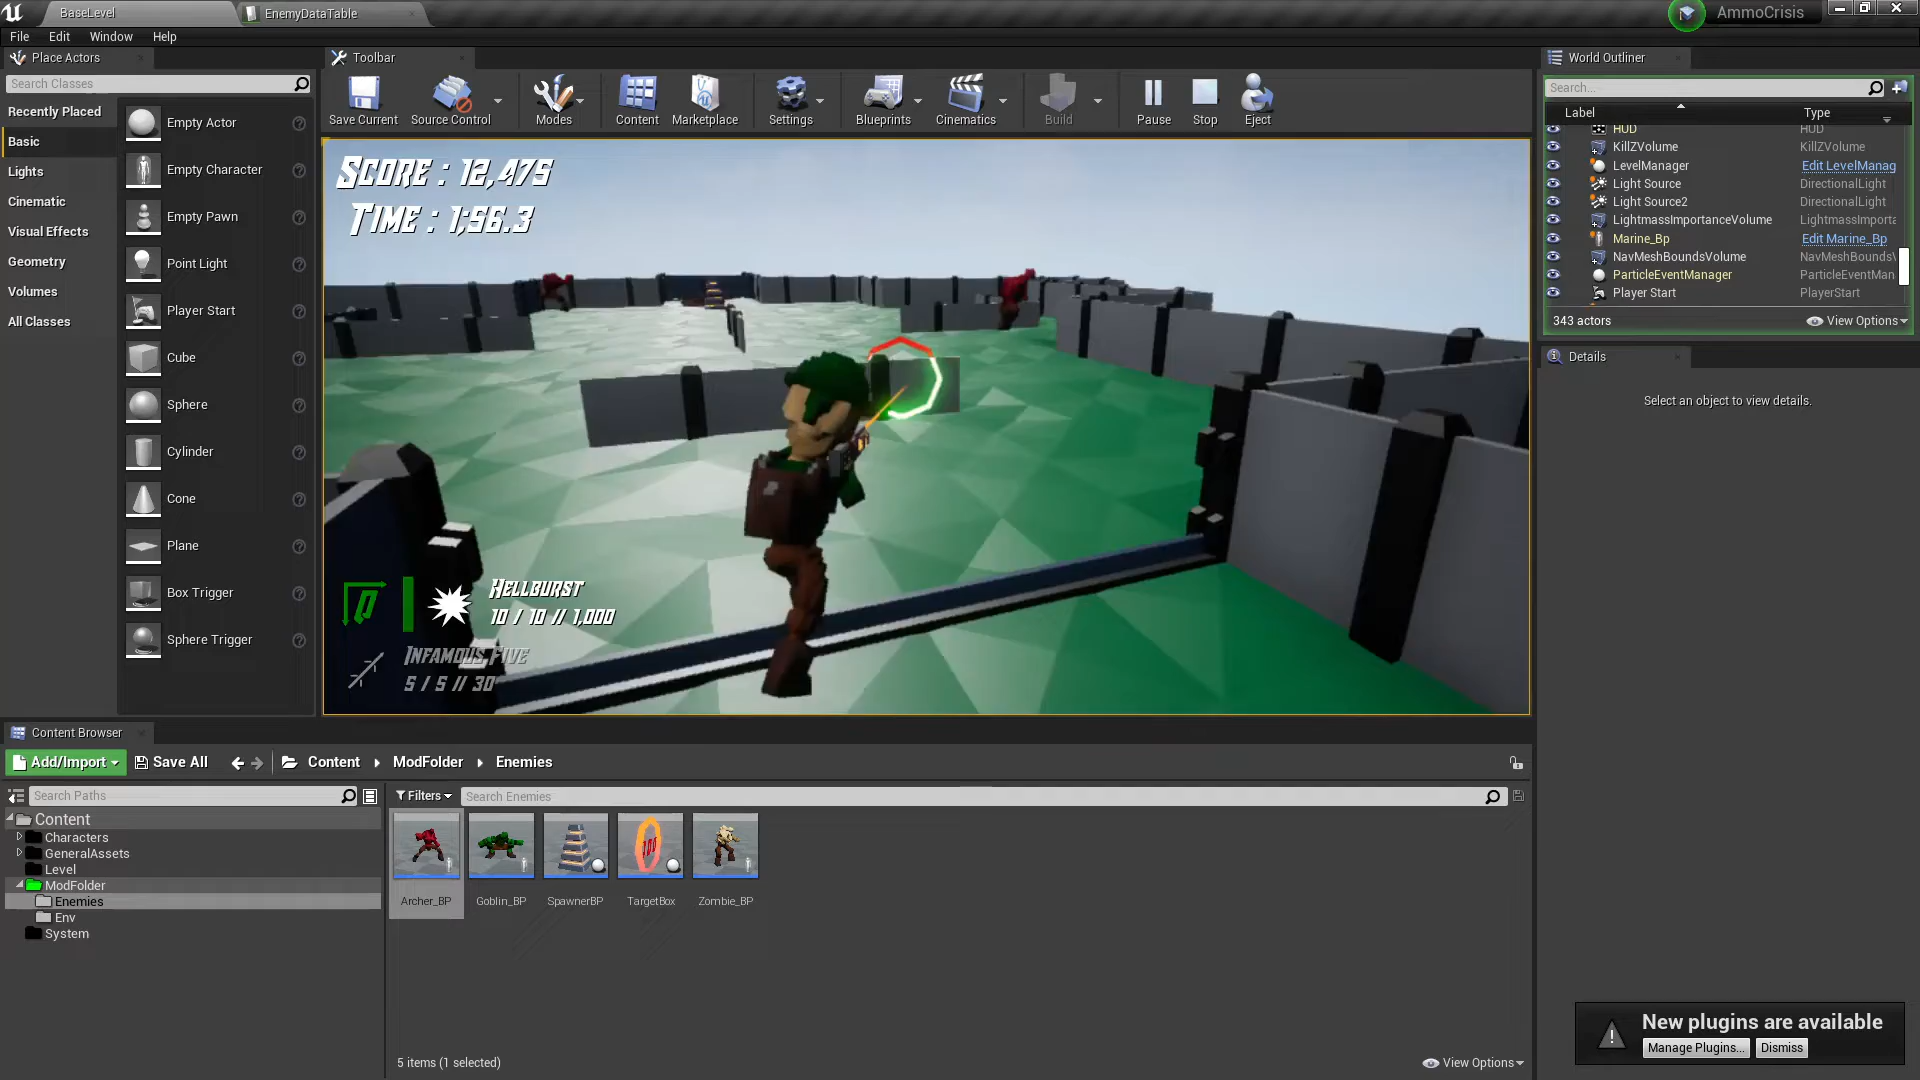 BaseLevel
EnemyDataTable
AmmoCrisis
File Edit Window Help
Place Actors
Search Classes
Recently Placed
Basic
Lights
Cinematic
Visual Effects
Geometry
Volumes
All Classes
Empty Actor
Empty Character
Empty Pawn
Point Light
Player Start
Cube
Sphere
Cylinder
Cone
Plane
Box Trigger
Sphere Trigger
Toolbar
Save Current
Source Control
Modes
Content
Marketplace
Settings
Blueprints
Cinematics
Build
Pause
Stop
Eject
Score : 12,475
Time : 1:56.3
Hellburst
10 / 10 // 1,000
Infamous Five
5 / 5 // 30
World Outliner
Search...
Label Type
HUD HUD
KillZVolume KillZVolume
LevelManager Edit LevelManag
Light Source DirectionalLight
Light Source2 DirectionalLight
LightmassImportanceVolume LightmassImporta
Marine_Bp Edit Marine_Bp
NavMeshBoundsVolume NavMeshBoundsV
ParticleEventManager ParticleEventMan
Player Start PlayerStart
343 actors
View Options
Details
Select an object to view details.
Content Browser
Add/Import
Save All
Content ModFolder Enemies
Search Paths
Content
Characters
GeneralAssets
Level
ModFolder
Enemies
Env
System
Filters
Search Enemies
Archer_BP
Goblin_BP
SpawnerBP
TargetBox
Zombie_BP
5 items (1 selected)
View Options
New plugins are available
Manage Plugins...
Dismiss